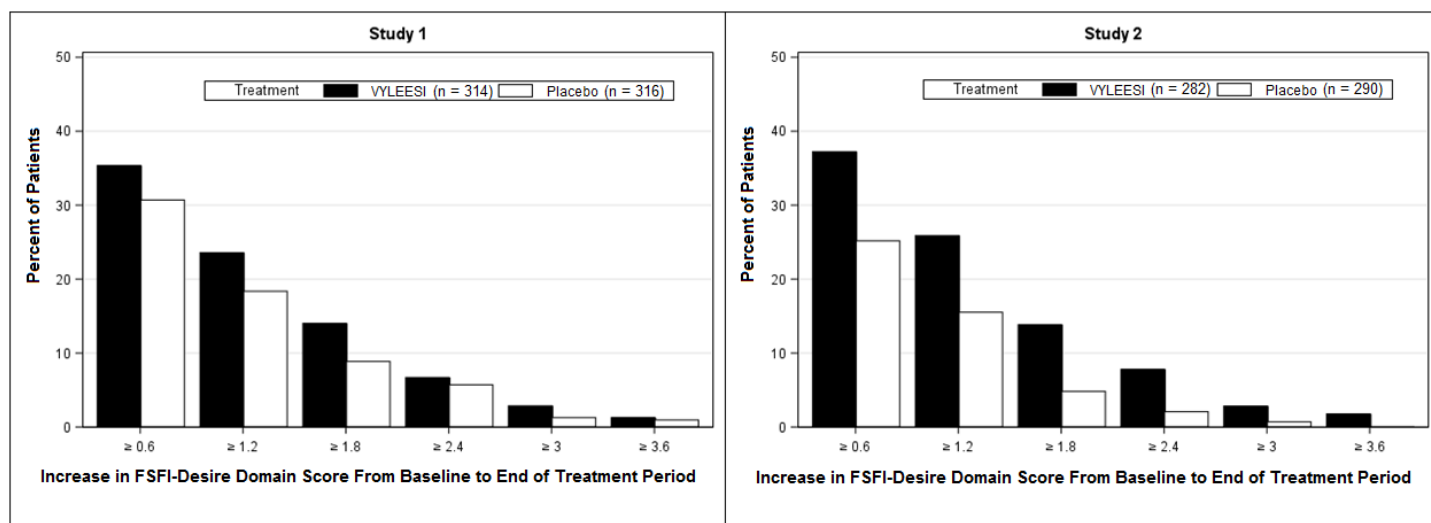 Study 1
Treatment VYLEESI (n = 314) Placebo (n = 316)
Percent of Patients
50
40
30
20
10
0
≥ 0.6 ≥ 1.2 ≥ 1.8 ≥ 2.4 ≥ 3 ≥ 3.6
Increase in FSFI-Desire Domain Score From Baseline to End of Treatment Period
Study 2
Treatment VYLEESI (n = 282) Placebo (n = 290)
Percent of Patients
50
40
30
20
10
0
≥ 0.6 ≥ 1.2 ≥ 1.8 ≥ 2.4 ≥ 3 ≥ 3.6
Increase in FSFI-Desire Domain Score From Baseline to End of Treatment Period